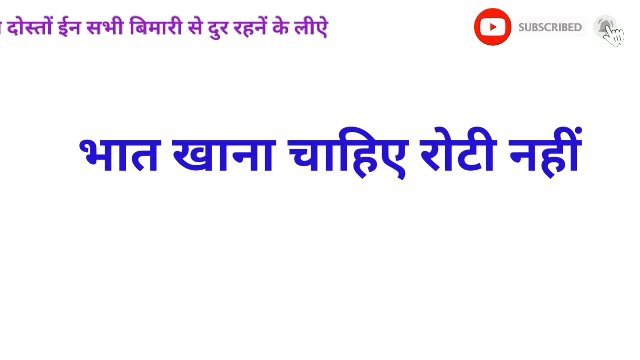 दोस्तों ईन सभी बिमारी से दुर रहनें के लीऐ
SUBSCRIBED
भात खाना चाहिए रोटी नहीं